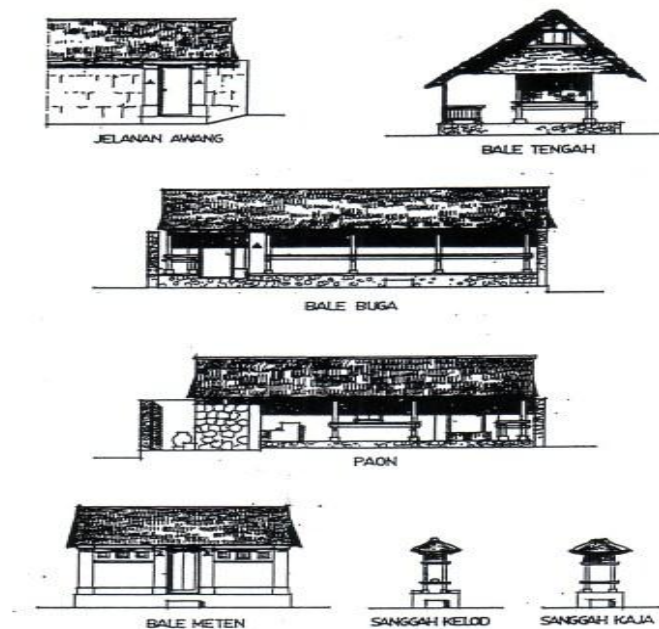 JELANAN AWANG
BALE TENGAH
BALE BUGA
PAON
BALE METEN
SANGGAH KELOD
SANGGAH KAJA